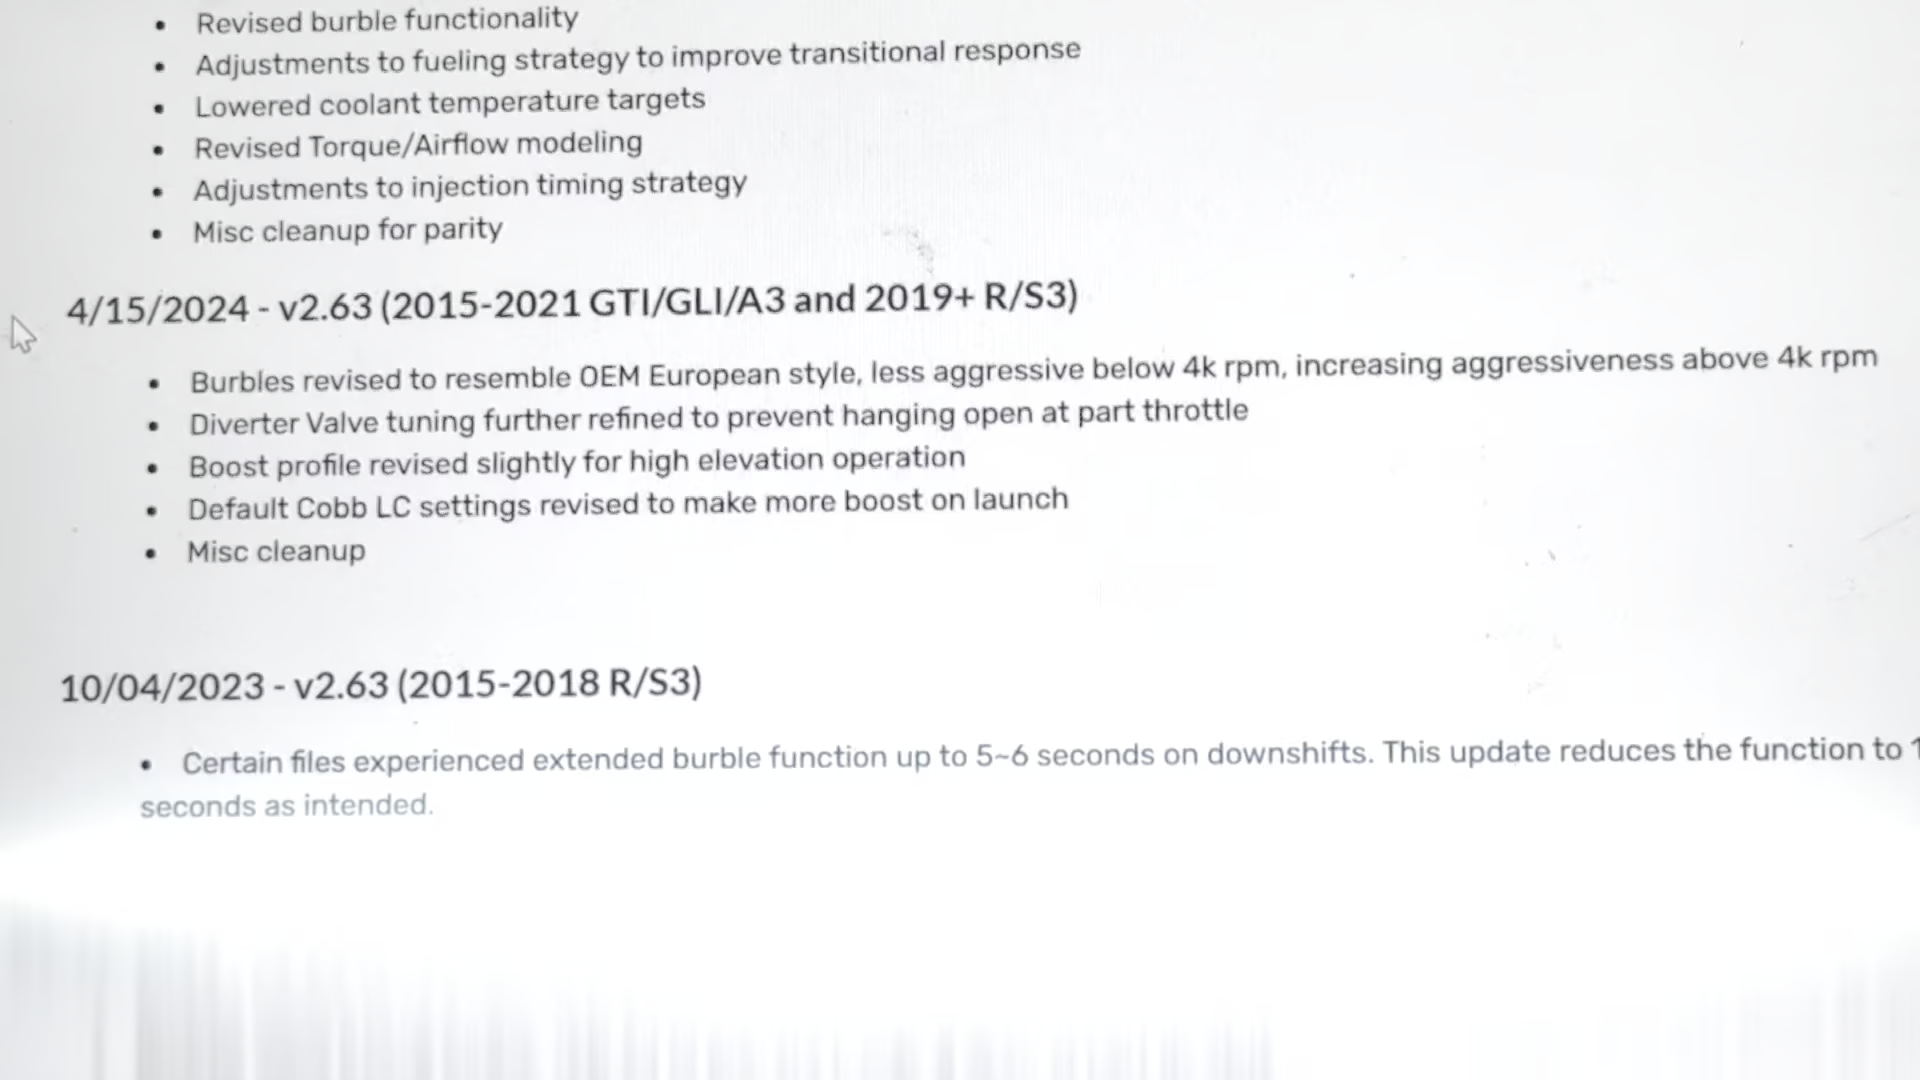 • Revised burble functionality
• Adjustments to fueling strategy to improve transitional response
• Lowered coolant temperature targets
• Revised Torque/Airflow modeling
• Adjustments to injection timing strategy
• Misc cleanup for parity
4/15/2024 - v2.63 (2015-2021 GTI/GLI/A3 and 2019+ R/S3)
• Burbles revised to resemble OEM European style, less aggressive below 4k rpm, increasing aggressiveness above 4k rpm
• Diverter Valve tuning further refined to prevent hanging open at part throttle
• Boost profile revised slightly for high elevation operation
• Default Cobb LC settings revised to make more boost on launch
• Misc cleanup
10/04/2023 - v2.63 (2015-2018 R/S3)
• Certain files experienced extended burble function up to 5~6 seconds on downshifts. This update reduces the function to
seconds as intended.